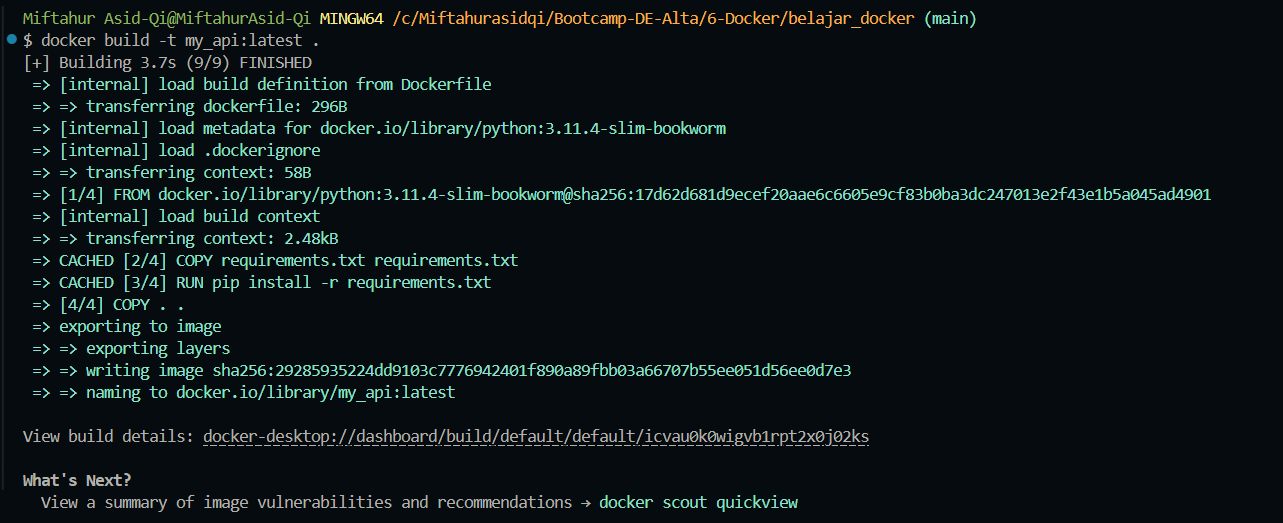 Miftahur Asid-Qi@MiftahurAsid-Qi MINGW64 /c/Miftahurasidqi/Bootcamp-DE-Alta/6-Docker/belajar_docker (main)
$ docker build -t my_api:latest .
[+] Building 3.7s (9/9) FINISHED
=> [internal] load build definition from Dockerfile
=> => transferring dockerfile: 296B
=> [internal] load metadata for docker.io/library/python:3.11.4-slim-bookworm
=> [internal] load .dockerignore
=> => transferring context: 58B
=> [1/4] FROM docker.io/library/python:3.11.4-slim-bookworm@sha256:17d62d681d9ecef20aae6c6605e9cf83b0ba3dc247013e2f43e1b5a045ad4901
=> [internal] load build context
=> => transferring context: 2.48kB
=> CACHED [2/4] COPY requirements.txt requirements.txt
=> CACHED [3/4] RUN pip install -r requirements.txt
=> [4/4] COPY . .
=> exporting to image
=> => exporting layers
=> => writing image sha256:29285935224dd9103c7776942401f890a89fbb03a66707b55ee051d56ee0d7e3
=> => naming to docker.io/library/my_api:latest
View build details: docker-desktop://dashboard/build/default/default/icvau0k0wigvb1rpt2x0j02ks
What's Next?
View a summary of image vulnerabilities and recommendations → docker scout quickview